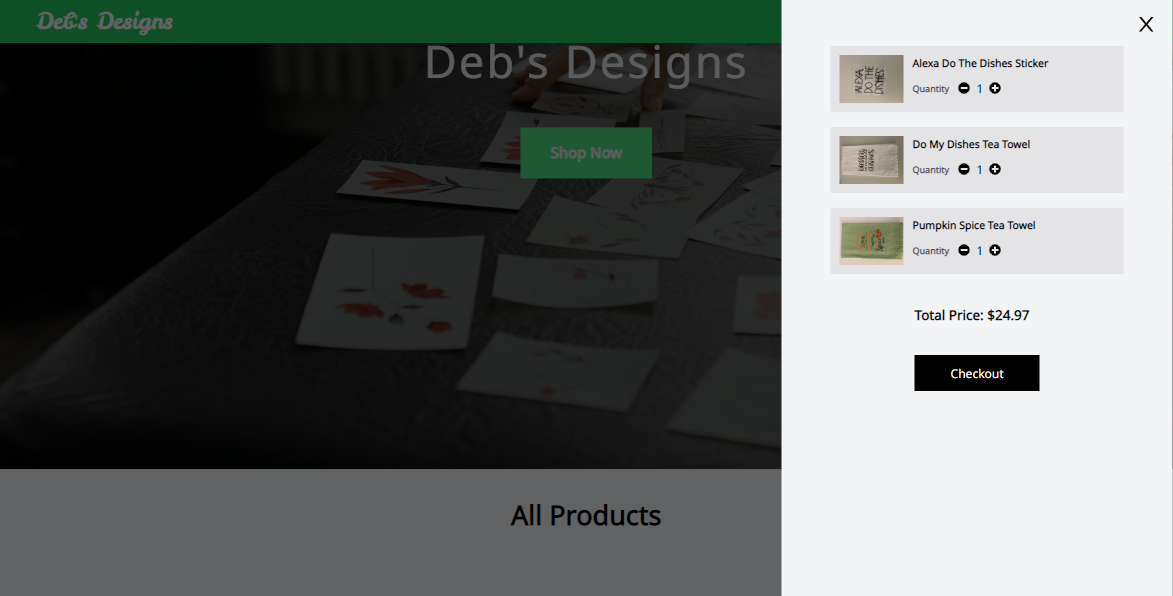 Deb's Designs
Deb's Designs
Shop Now
All Products
X
ALEXA,
DO THE
DISHES
Alexa Do The Dishes Sticker
Quantity 1
Do My Dishes Tea Towel
Quantity 1
Pumpkin Spice Tea Towel
Quantity 1
Total Price: $24.97
Checkout